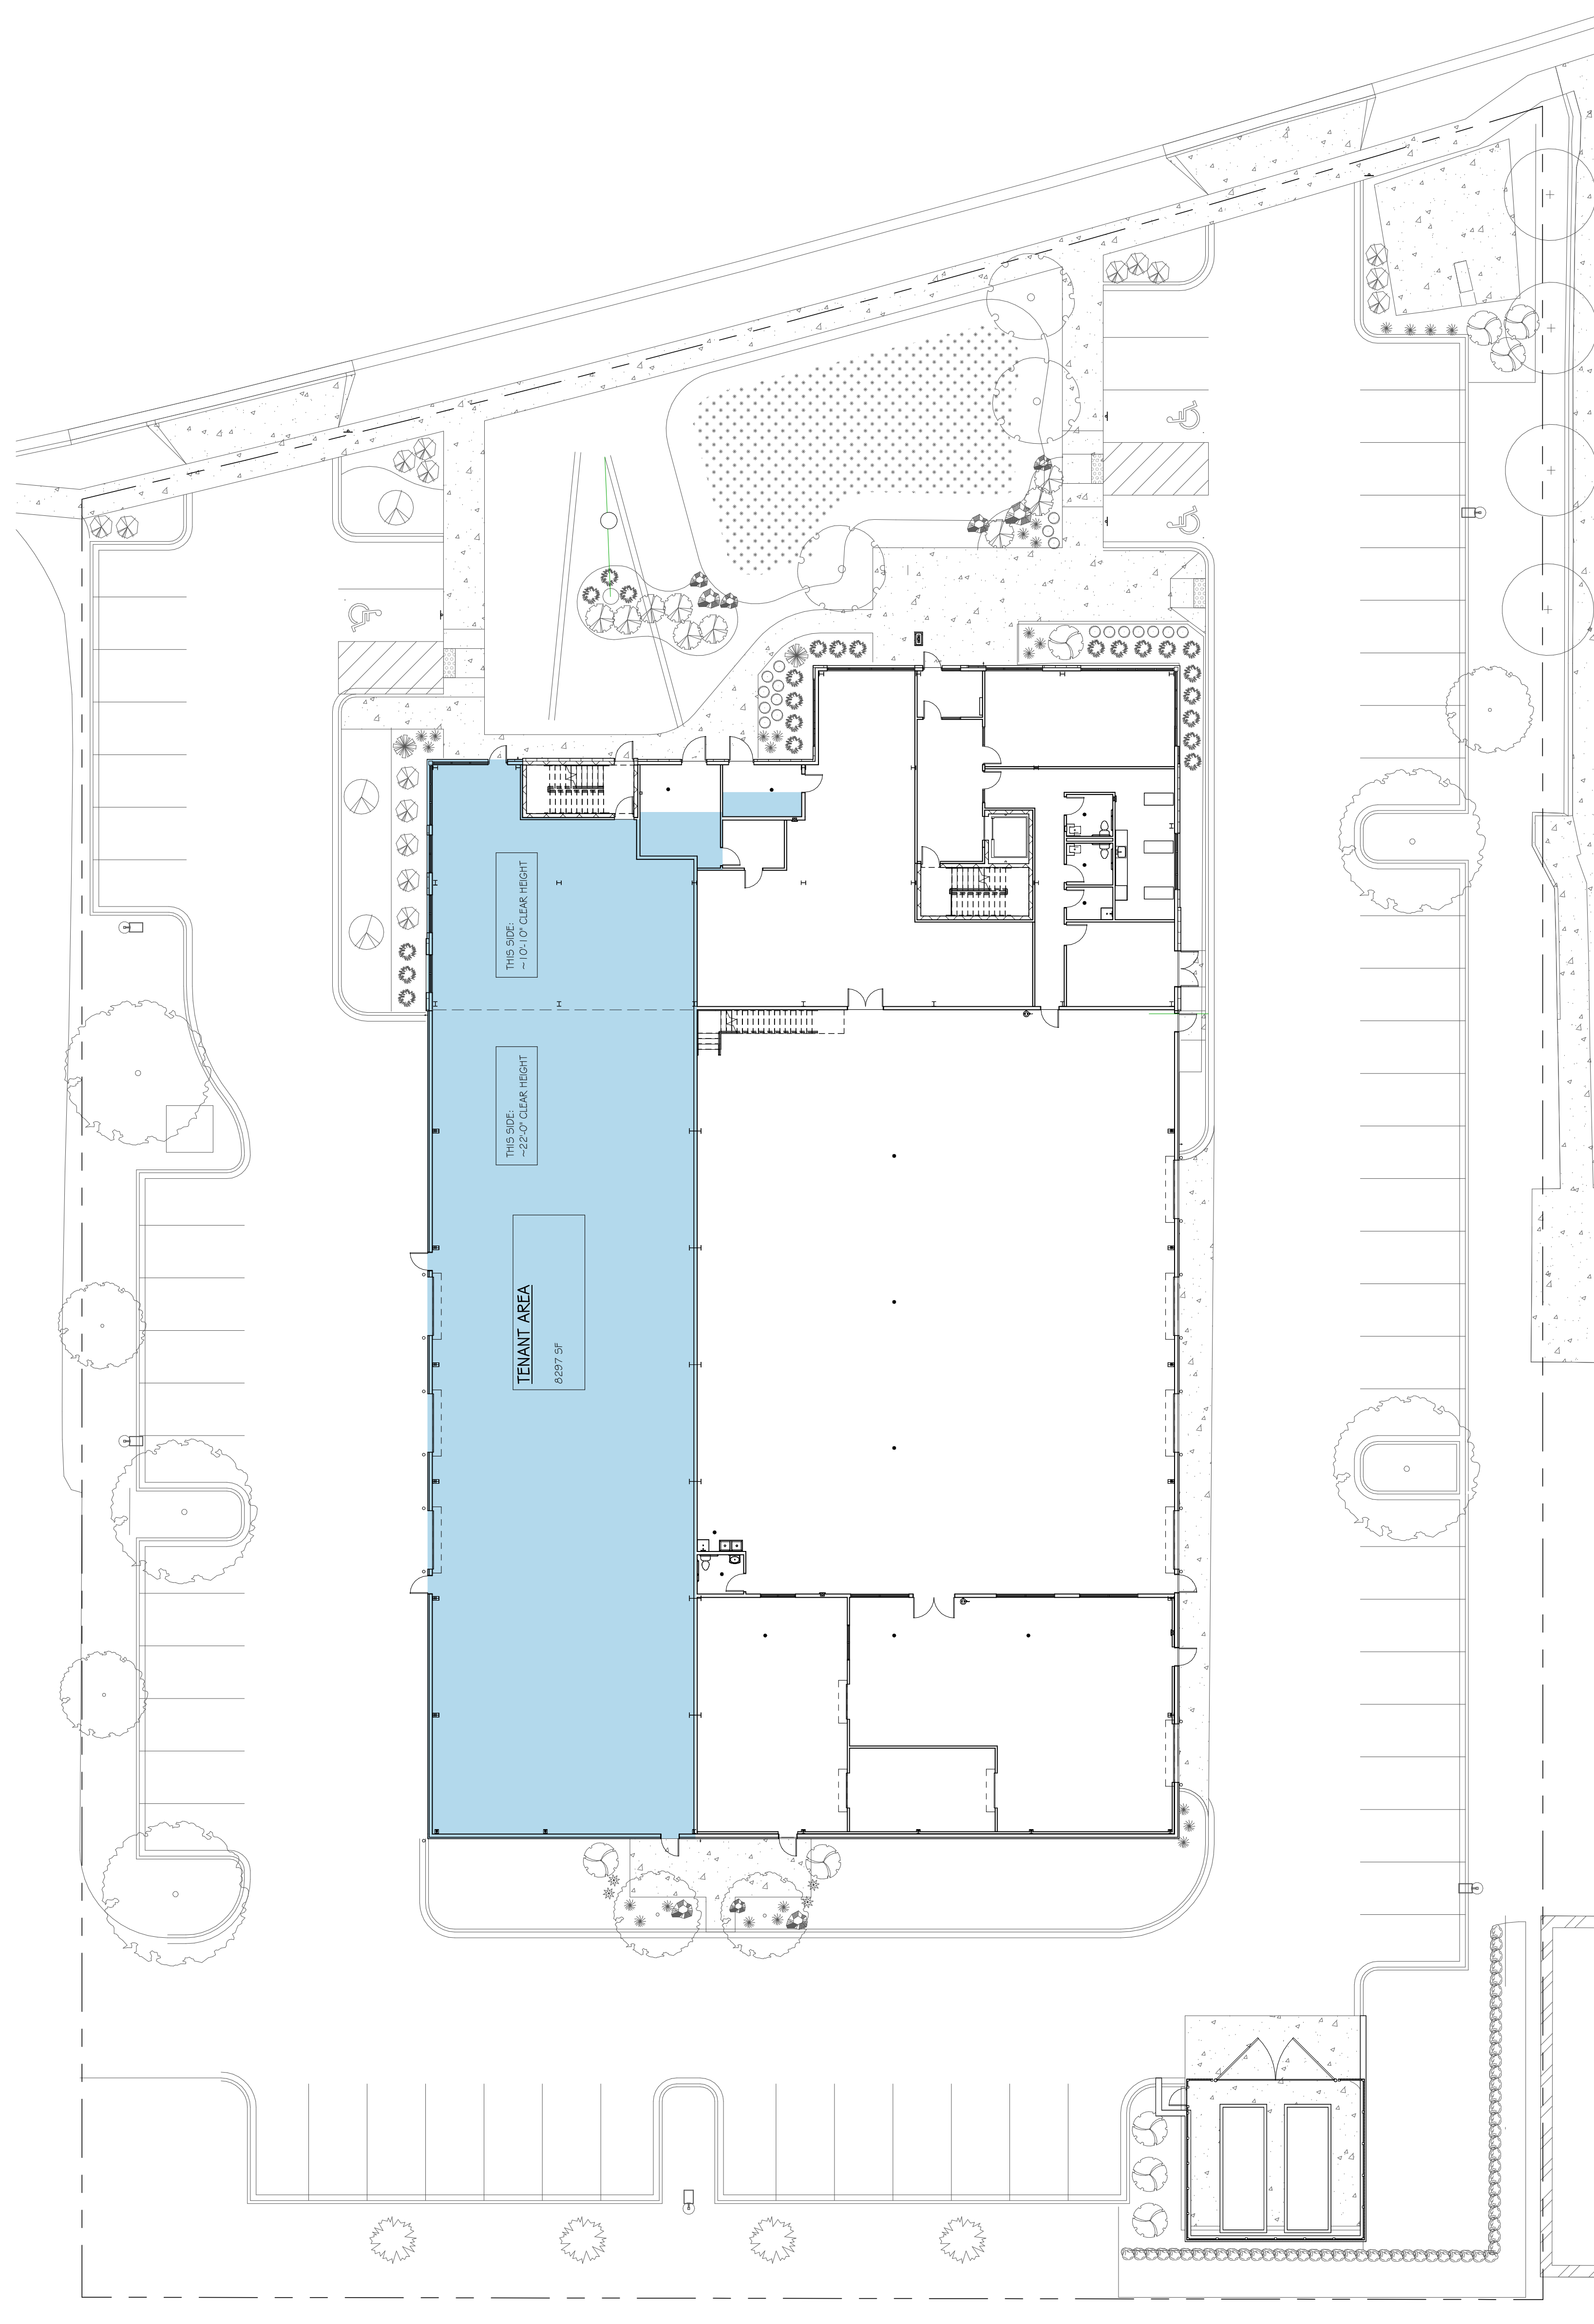 THIS SIDE:
~10'-10" CLEAR HEIGHT
THIS SIDE:
~22'-0" CLEAR HEIGHT
TENANT AREA
8297 SF